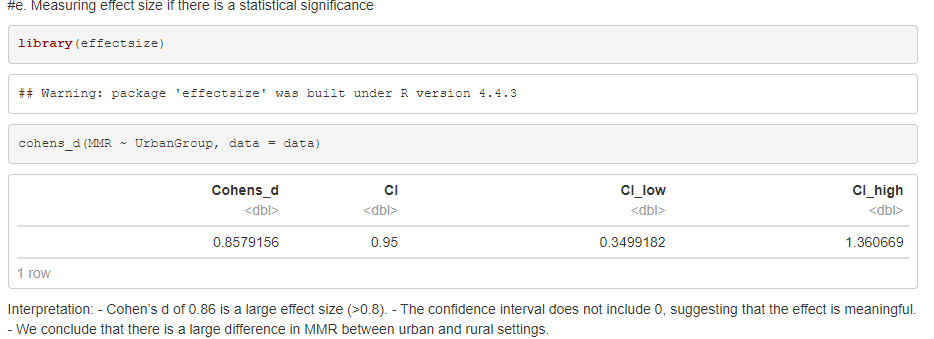 #e. Measuring effect size if there is a statistical significance
library(effectsize)
## Warning: package 'effectsize' was built under R version 4.4.3
cohens_d(MMR ~ UrbanGroup, data = data)
Cohens_d CI CI_low CI_high
<dbl> <dbl> <dbl> <dbl>
0.8579156 0.95 0.3499182 1.360669
1 row
Interpretation: - Cohen’s d of 0.86 is a large effect size (>0.8). - The confidence interval does not include 0, suggesting that the effect is meaningful.
- We conclude that there is a large difference in MMR between urban and rural settings.